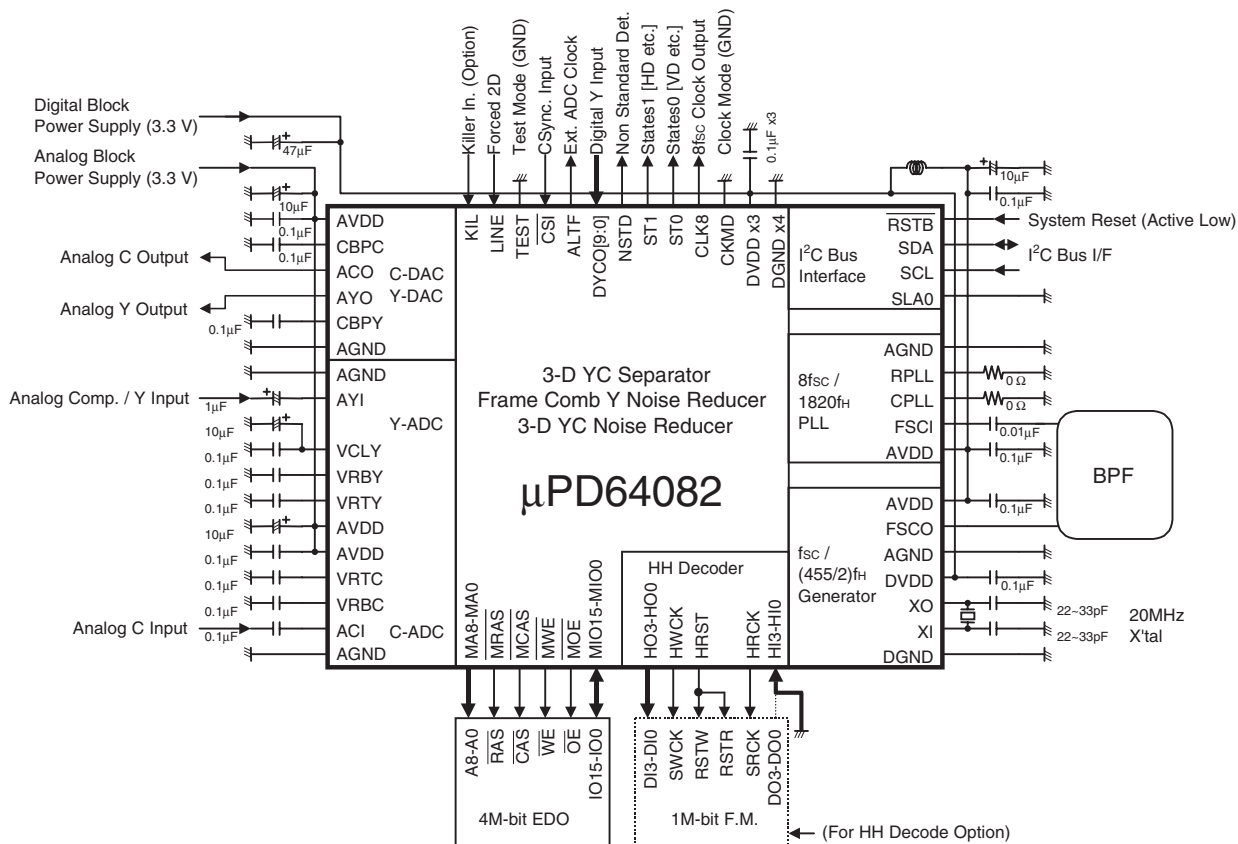 Killer In. (Option)
Forced 2D
Test Mode (GND)
CSync. Input
Ext. ADC Clock
Digital Y Input
Non Standard Det.
States1 [HD etc.]
States0 [VD etc.]
8fsc Clock Output
Clock Mode (GND)
0.1μF x3
Digital Block
Power Supply (3.3 V)
47μF
Analog Block
Power Supply (3.3 V)
10μF
0.1μF
0.1μF
Analog C Output
Analog Y Output
0.1μF
Analog Comp. / Y Input
1μF
10μF
0.1μF
0.1μF
0.1μF
10μF
0.1μF
0.1μF
0.1μF
Analog C Input
0.1μF
AVDD
CBPC
ACO
C-DAC
AYO
Y-DAC
CBPY
AGND
AGND
AYI
Y-ADC
VCLY
VRBY
VRTY
AVDD
AVDD
VRTC
VRBC
ACI
C-ADC
AGND
KIL
LINE
TEST
CSI
ALTF
DYCO[9:0]
NSTD
ST1
ST0
CLK8
CKMD
DVDD x3
DGND x4
3-D YC Separator
Frame Comb Y Noise Reducer
3-D YC Noise Reducer
μPD64082
I²C Bus
Interface
RSTB
SDA
SCL
SLA0
8fsc /
1820fH
PLL
AGND
RPLL
CPLL
FSCI
AVDD
fsc /
(455/2)fH
Generator
AVDD
FSCO
AGND
DVDD
XO
XI
DGND
10μF
0.1μF
System Reset (Active Low)
I²C Bus I/F
0 Ω
0 Ω
0.01μF
0.1μF
BPF
0.1μF
0.1μF
22~33pF
22~33pF
20MHz
X'tal
HH Decoder
MA8-MA0
MRAS
MCAS
MWE
MOE
MIO15-MIO0
HO3-HO0
HWCK
HRST
HRCK
HI3-HI0
A8-A0
RAS
CAS
WE
OE
IO15-IO0
4M-bit EDO
DI3-DI0
SWCK
RSTW
RSTR
SRCK
DO3-DO0
1M-bit F.M.
(For HH Decode Option)